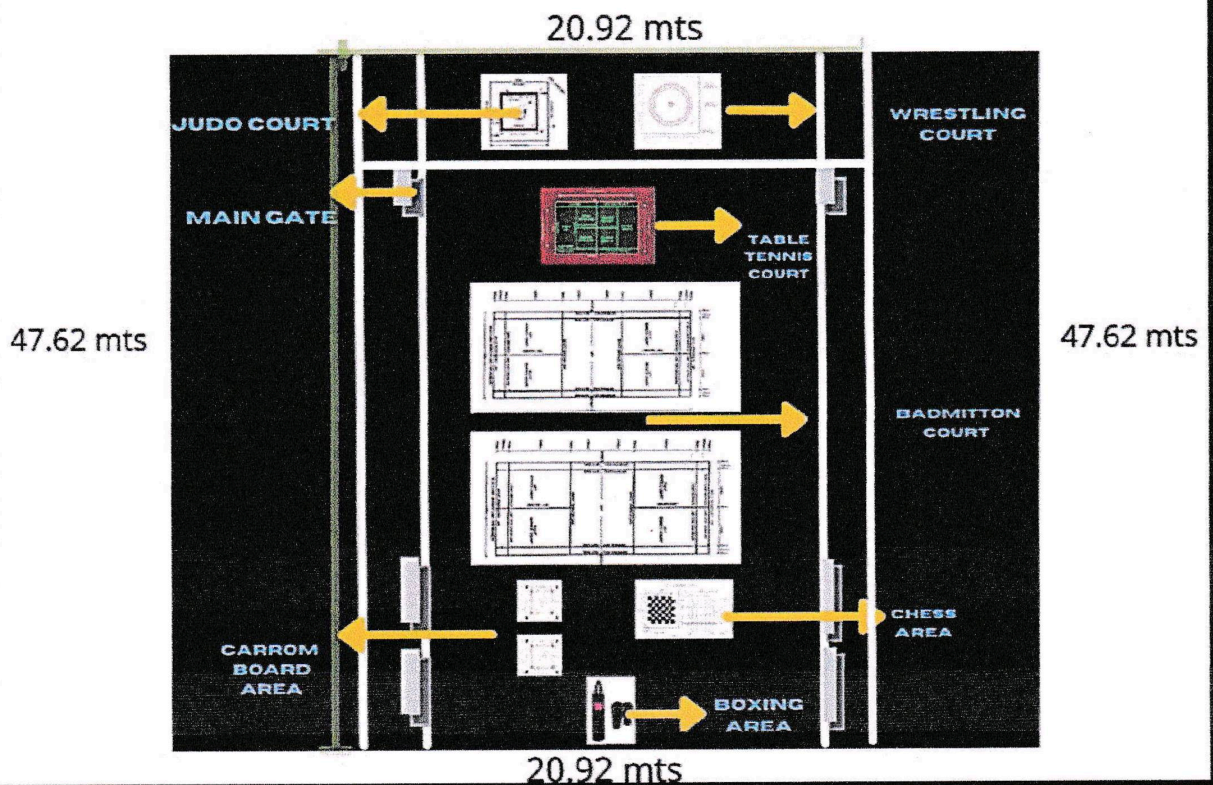 20.92 mts
JUDO COURT
WRESTLING
COURT
MAIN GATE
TABLE
TENNIS
COURT
47.62 mts
47.62 mts
BADMITTON
COURT
CHESS
AREA
CARROM
BOARD
AREA
BOXING
AREA
20.92 mts